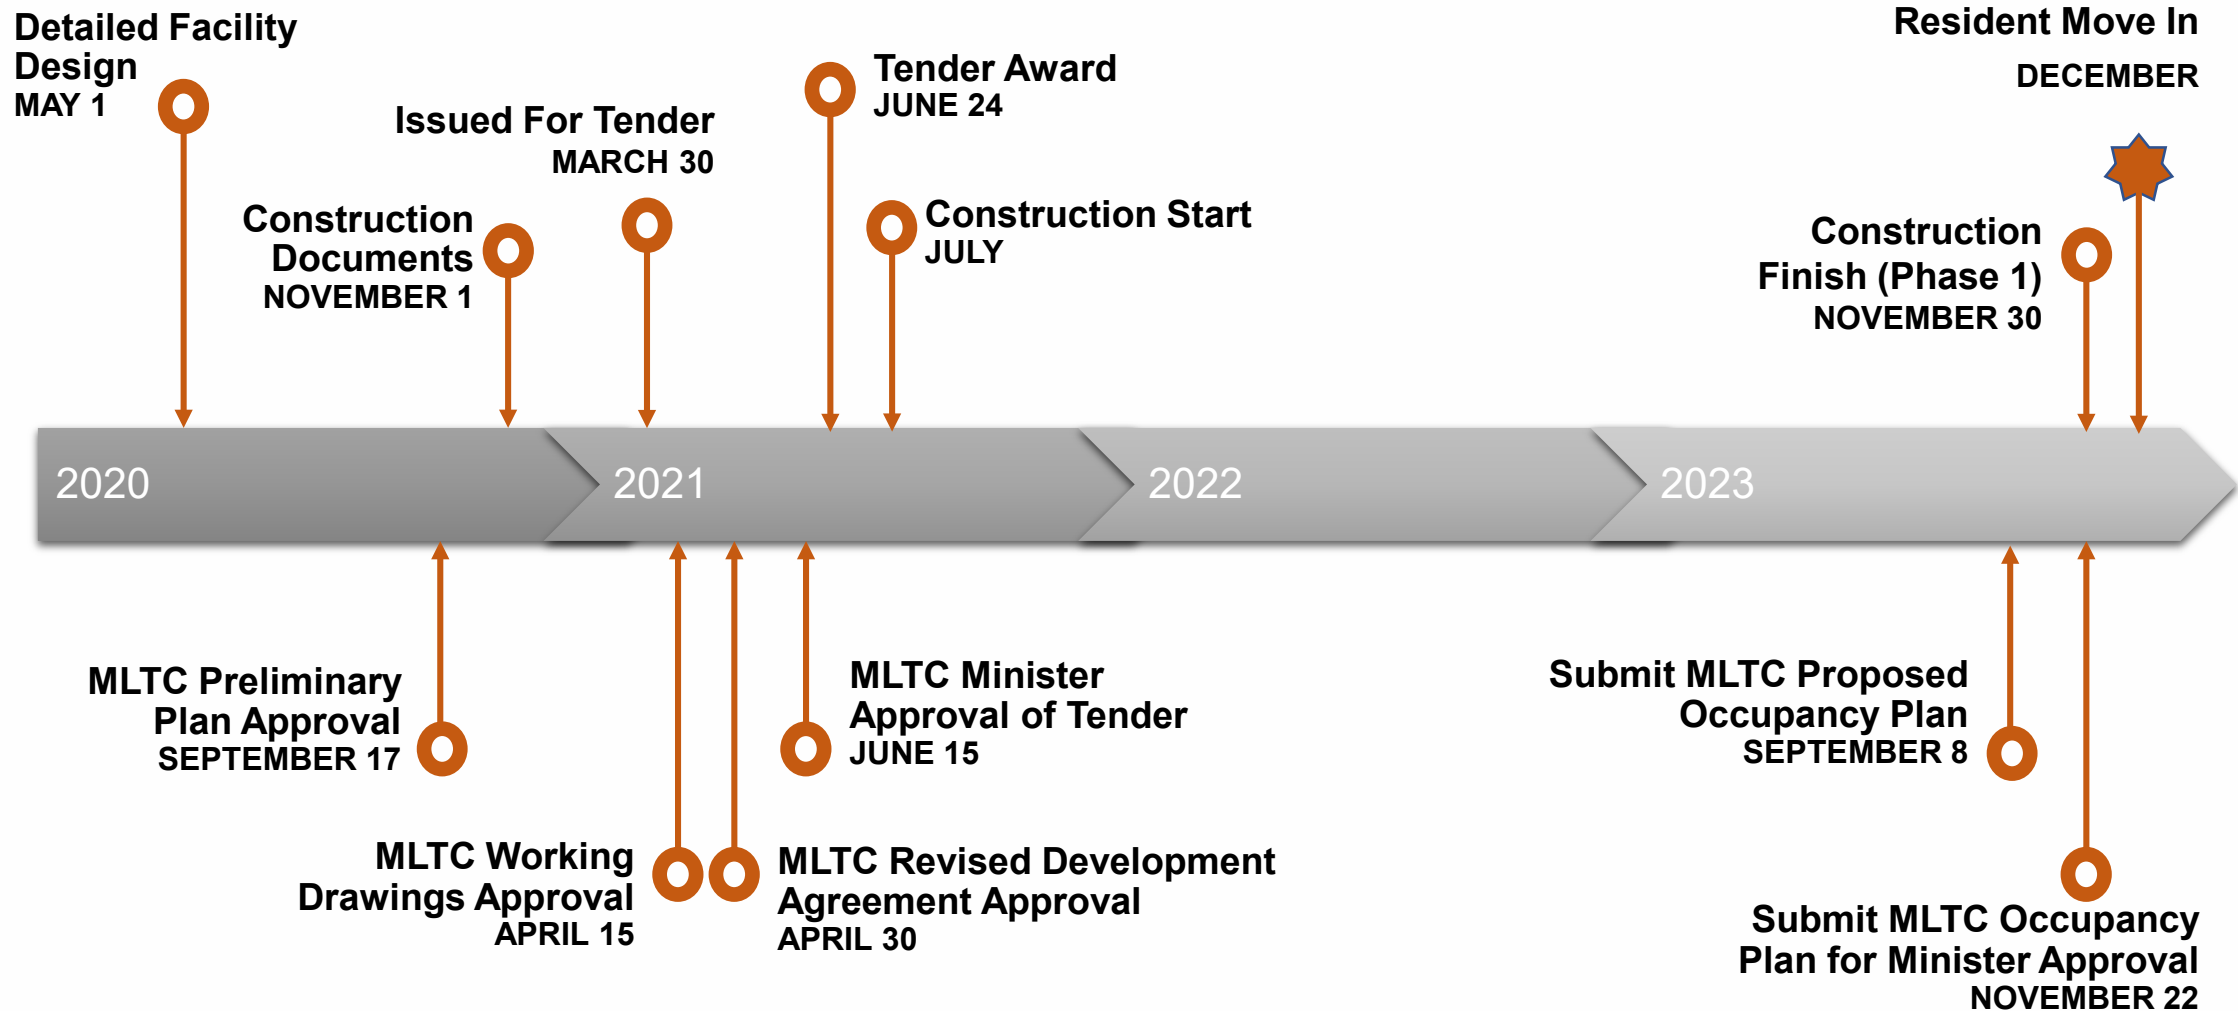 Detailed Facility
Design
MAY 1
Issued For Tender
MARCH 30
Construction
Documents
NOVEMBER 1
Tender Award
JUNE 24
Construction Start
JULY
Resident Move In
DECEMBER
Construction
Finish (Phase 1)
NOVEMBER 30
2020
2021
2022
2023
MLTC Preliminary
Plan Approval
SEPTEMBER 17
MLTC Working
Drawings Approval
APRIL 15
MLTC Revised Development
Agreement Approval
APRIL 30
MLTC Minister
Approval of Tender
JUNE 15
Submit MLTC Proposed
Occupancy Plan
SEPTEMBER 8
Submit MLTC Occupancy
Plan for Minister Approval
NOVEMBER 22